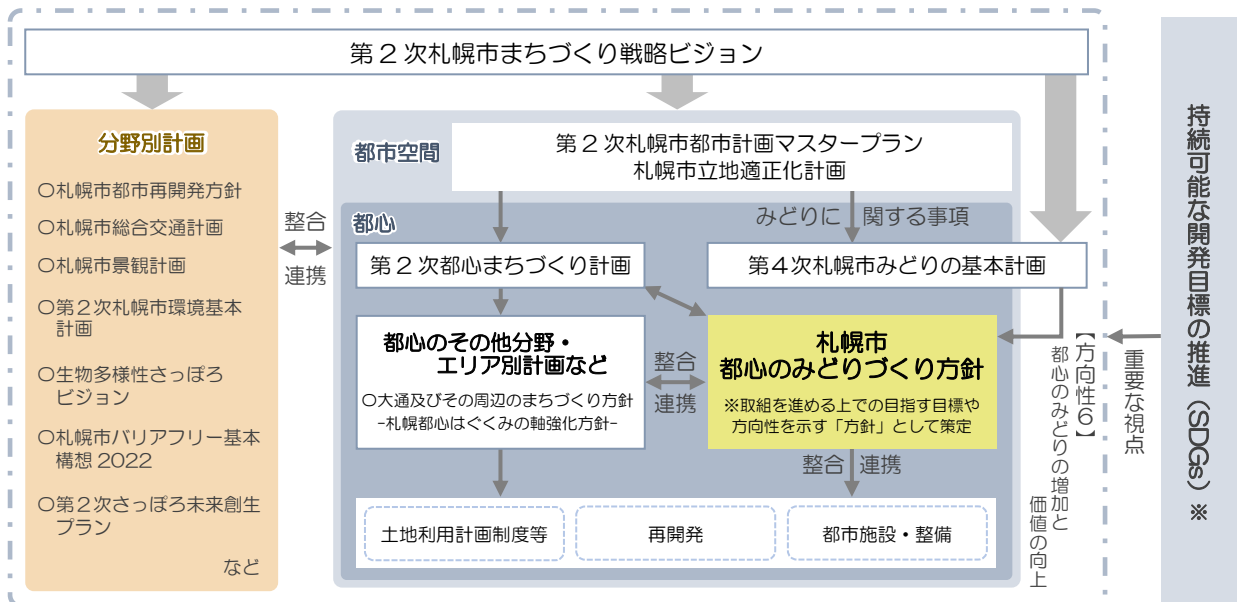 第2次札幌市まちづくり戦略ビジョン
分野別計画
〇札幌市都市再開発方針
〇札幌市総合交通計画
〇札幌市景観計画
〇第2次札幌市環境基本
計画
〇生物多様性さっぽろ
ビジョン
〇札幌市バリアフリー基本
構想2022
〇第2次さっぽろ未来創生
プラン
など
整合
連携
都市空間
第2次札幌市都市計画マスタープラン
札幌市立地適正化計画
都心
みどりに関する事項
第2次都心まちづくり計画
第4次札幌市みどりの基本計画
都心のその他分野・
エリア別計画など
〇大通及びその周辺のまちづくり方針
-札幌都心はぐくみの軸強化方針-
整合
連携
札幌市
都心のみどりづくり方針
※取組を進める上での目指す目標や
方向性を示す「方針」として策定
整合 連携
土地利用計画制度等
再開発
都市施設・整備
【方向性6】
都心のみどりの増加と
価値の向上
重要な視点
持続可能な開発目標の推進（SDGs）※